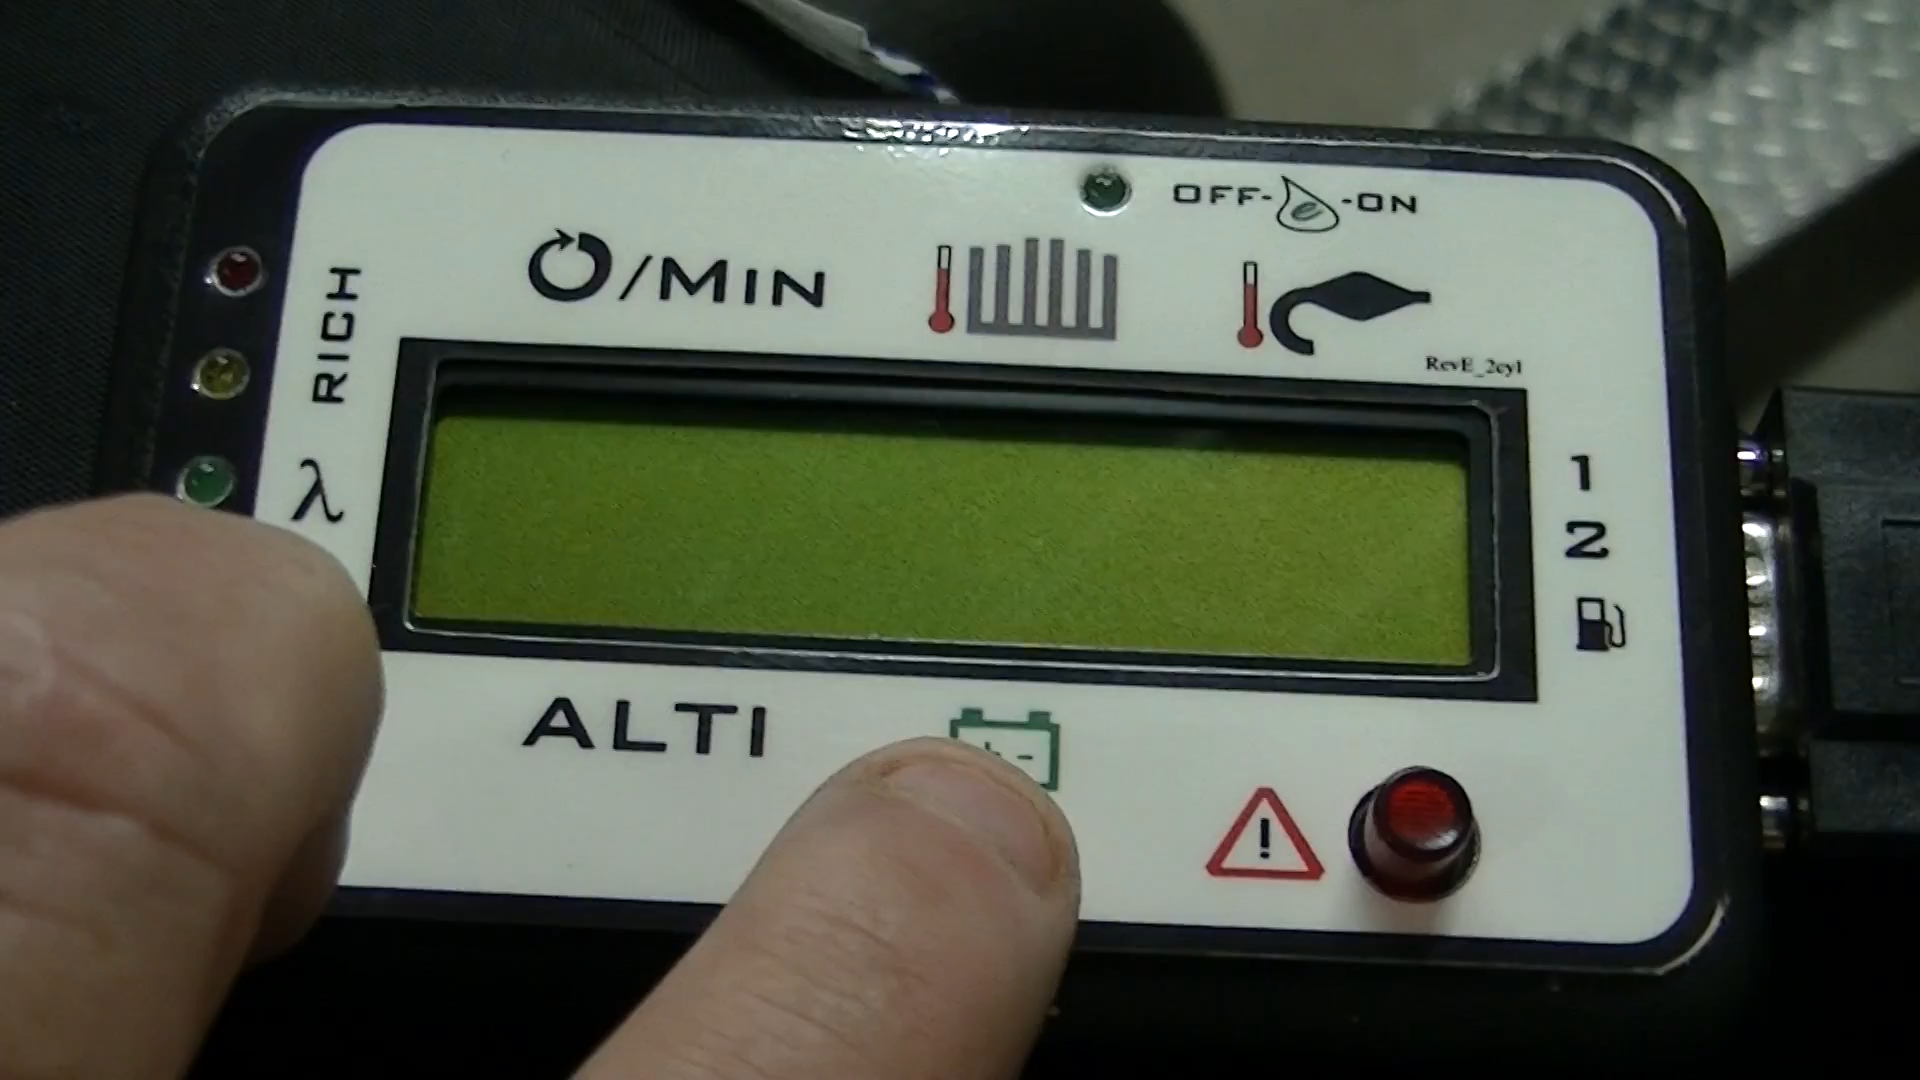 OFF-e-ON
/MIN
RICH
RevE_2cyl
λ
1
2
ALTI
+ -
!